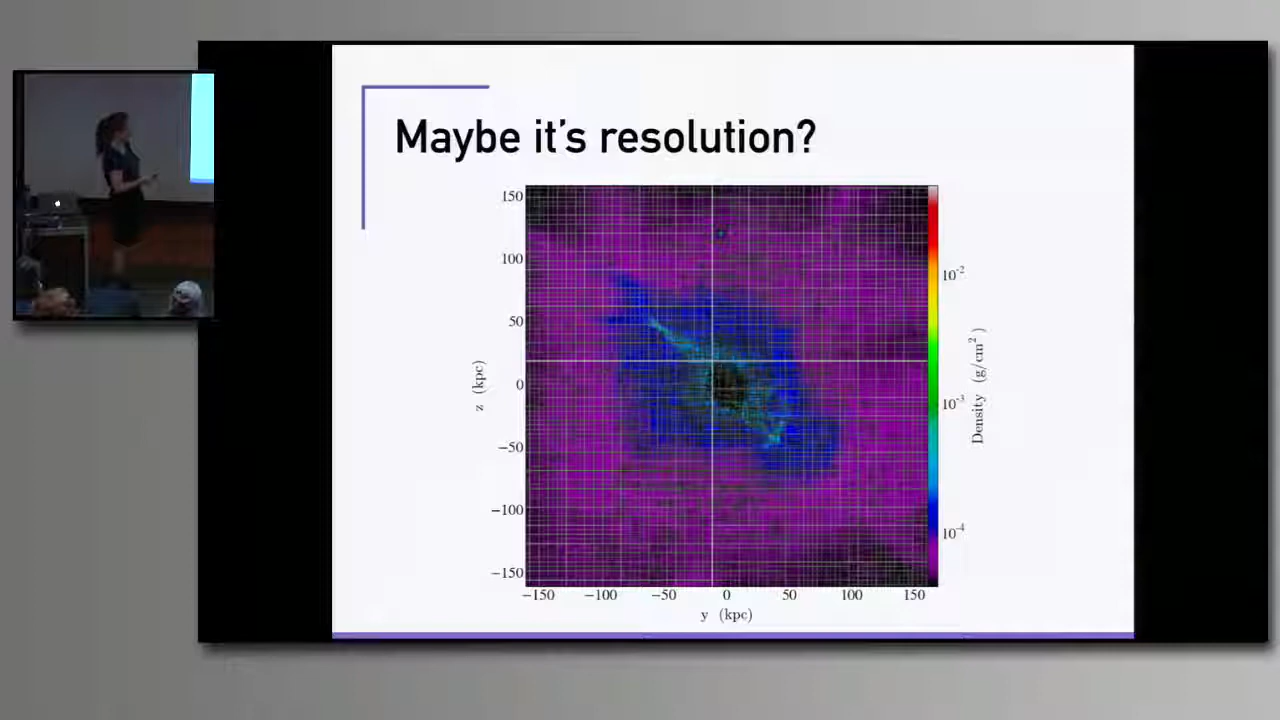 Maybe it's resolution?
150
100
50
0
−50
−100
−150
z (kpc)
−150 −100 −50 0 50 100 150
y (kpc)
10⁻²
10⁻³
10⁻⁴
Density (g/cm²)